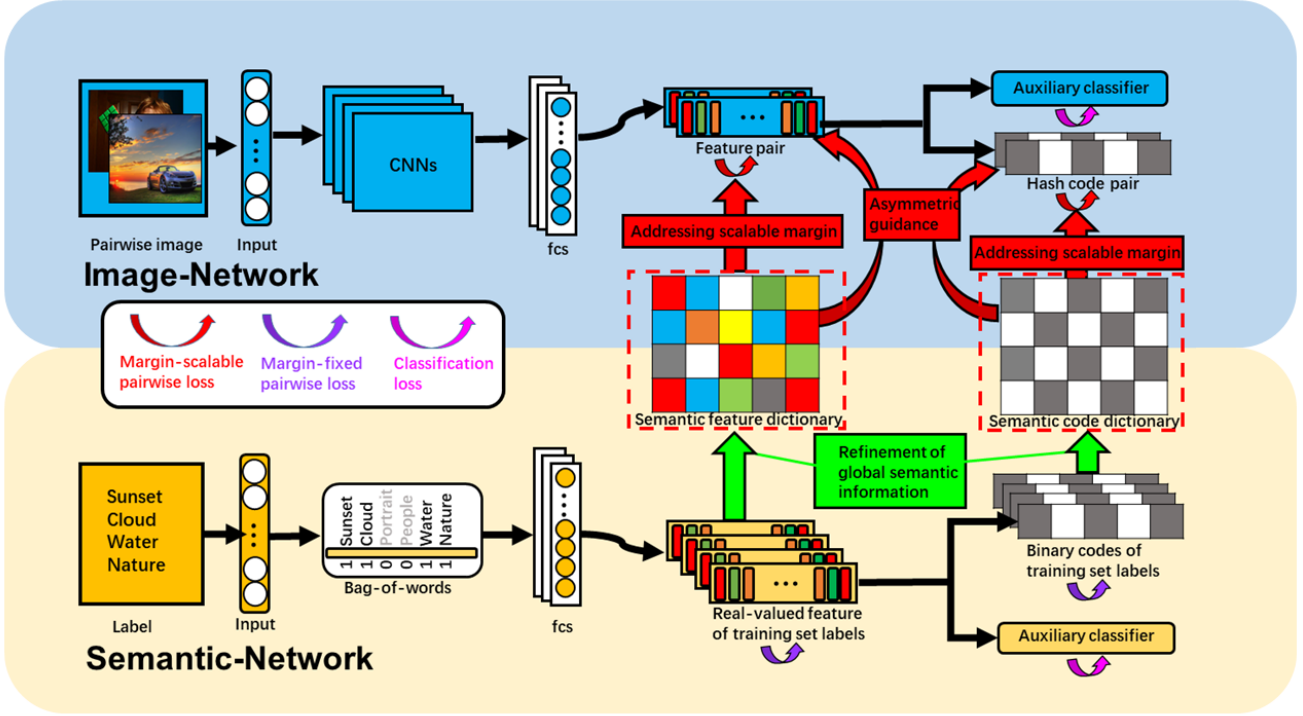 Auxiliary classifier
CNNs
Feature pair
Hash code pair
Asymmetric
guidance
Pairwise image
Input
fcs
Addressing scalable margin
Addressing scalable margin
Image-Network
Margin-scalable
pairwise loss
Margin-fixed
pairwise loss
Classification
loss
Semantic feature dictionary
Semantic code dictionary
Refinement of
global semantic
information
Sunset
Cloud
Water
Nature
1 Sunset
1 Cloud
0 Portrait
0 People
1 Water
1 Nature
Bag-of-words
Label
Input
fcs
Real-valued feature
of training set labels
Binary codes of
training set labels
Auxiliary classifier
Semantic-Network